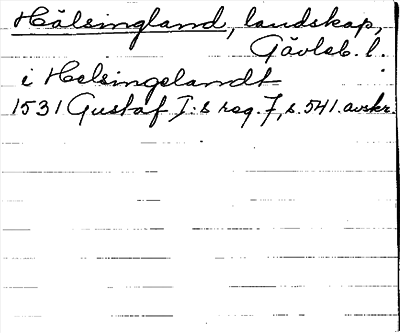 Hälsingland, landskap,
Gävleb. l.
i Helsingelandt
1531 Gustaf I:s reg. 7, s. 541. avskr.